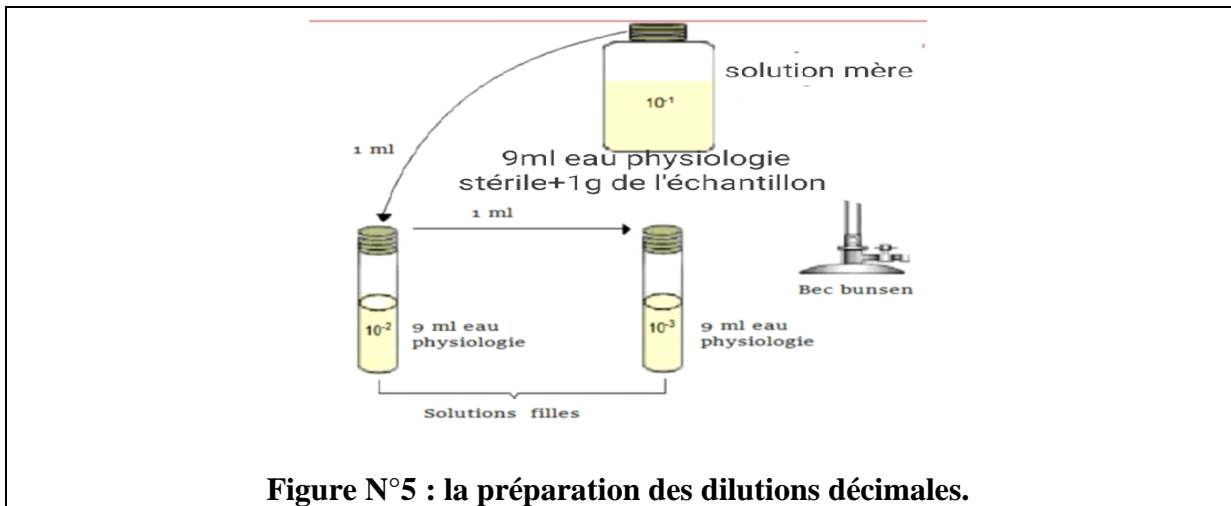 solution mère
10-1
1 ml
9ml eau physiologie
stérile+1g de l'échantillon
1 ml
Bec bunsen
10-2
9 ml eau
physiologie
10-3
9 ml eau
physiologie
Solutions filles
Figure N°5 : la préparation des dilutions décimales.